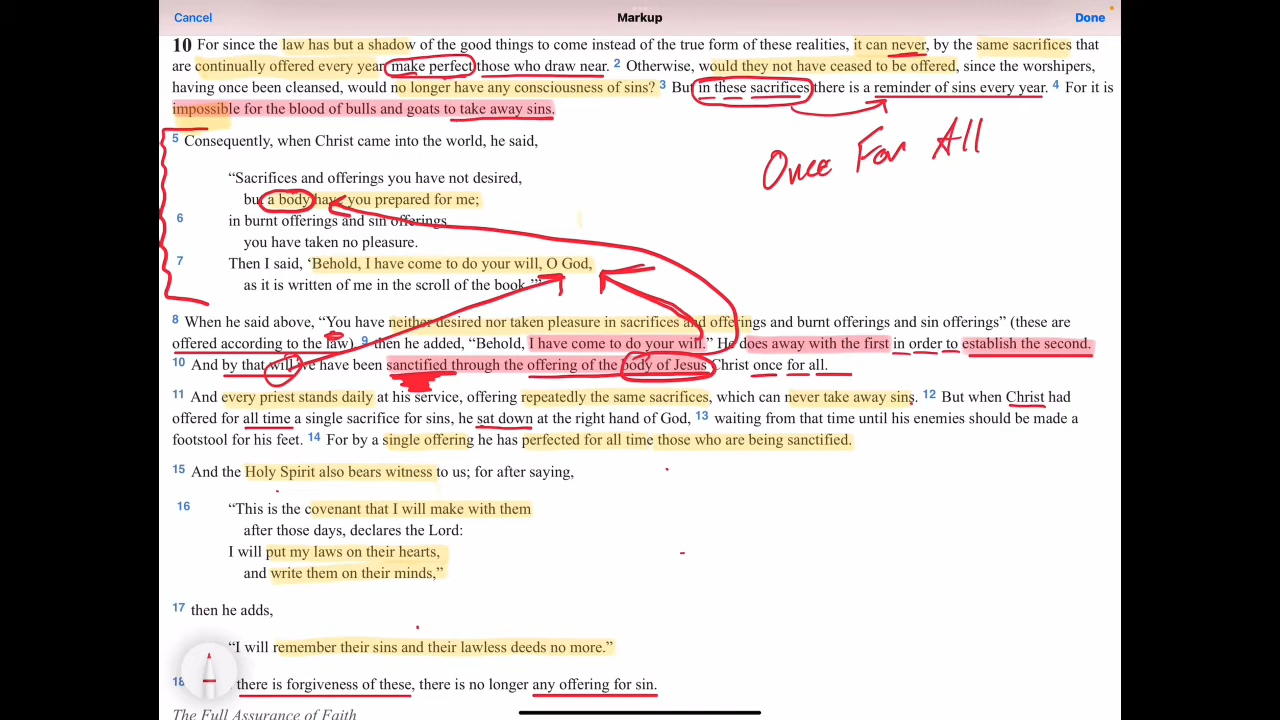 Cancel Markup Done
10 For since the law has but a shadow of the good things to come instead of the true form of these realities, it can never, by the same sacrifices that
are continually offered every year, make perfect those who draw near. 2 Otherwise, would they not have ceased to be offered, since the worshipers,
having once been cleansed, would no longer have any consciousness of sins? 3 But in these sacrifices there is a reminder of sins every year. 4 For it is
impossible for the blood of bulls and goats to take away sins.
Once For All
5 Consequently, when Christ came into the world, he said,
“Sacrifices and offerings you have not desired,
but a body have you prepared for me;
6 in burnt offerings and sin offerings
you have taken no pleasure.
7 Then I said, ‘Behold, I have come to do your will, O God,
as it is written of me in the scroll of the book.’”
8 When he said above, “You have neither desired nor taken pleasure in sacrifices and offerings and burnt offerings and sin offerings” (these are
offered according to the law), 9 then he added, “Behold, I have come to do your will.” He does away with the first in order to establish the second.
10 And by that will we have been sanctified through the offering of the body of Jesus Christ once for all.
11 And every priest stands daily at his service, offering repeatedly the same sacrifices, which can never take away sins. 12 But when Christ had
offered for all time a single sacrifice for sins, he sat down at the right hand of God, 13 waiting from that time until his enemies should be made a
footstool for his feet. 14 For by a single offering he has perfected for all time those who are being sanctified.
15 And the Holy Spirit also bears witness to us; for after saying,
16 “This is the covenant that I will make with them
after those days, declares the Lord:
I will put my laws on their hearts,
and write them on their minds,”
17 then he adds,
“I will remember their sins and their lawless deeds no more.”
18 there is forgiveness of these, there is no longer any offering for sin.
The Full Assurance of Faith